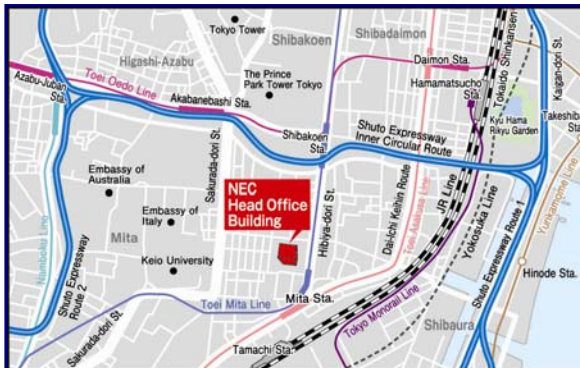 Tokyo Tower
Shibakoen
Shibadaimon
Higashi-Azabu
Toei Oedo Line
Azabu-Juban
Sta.
The Prince
Park Tower Tokyo
Akabanebashi Sta.
Daimon Sta.
Hamamatsucho
Sta.
Tokaido Shinkansen
Kaigan-dori St.
Kyu Hama
Rikyu Garden
Takeshiba
Sta.
Shibakoen
Sta.
Shuto Expressway
Inner Circular Route
Embassy of
Australia
Sakurada-dori St.
NEC
Head Office
Building
Hibiya-dori St.
Dai-ichi Keihin Route
Toei Asakusa Line
JR Line
Yokosuka Line
Shuto Expressway Route 1
Yurikamome Line
Namboku Line
Mita
Embassy of
Italy
Keio University
Shuto Expressway
Route 2
Toei Mita Line
Mita Sta.
Hinode Sta.
Tokyo Monorail Line
Shibaura
Sakurada-dori St.
Tamachi Sta.